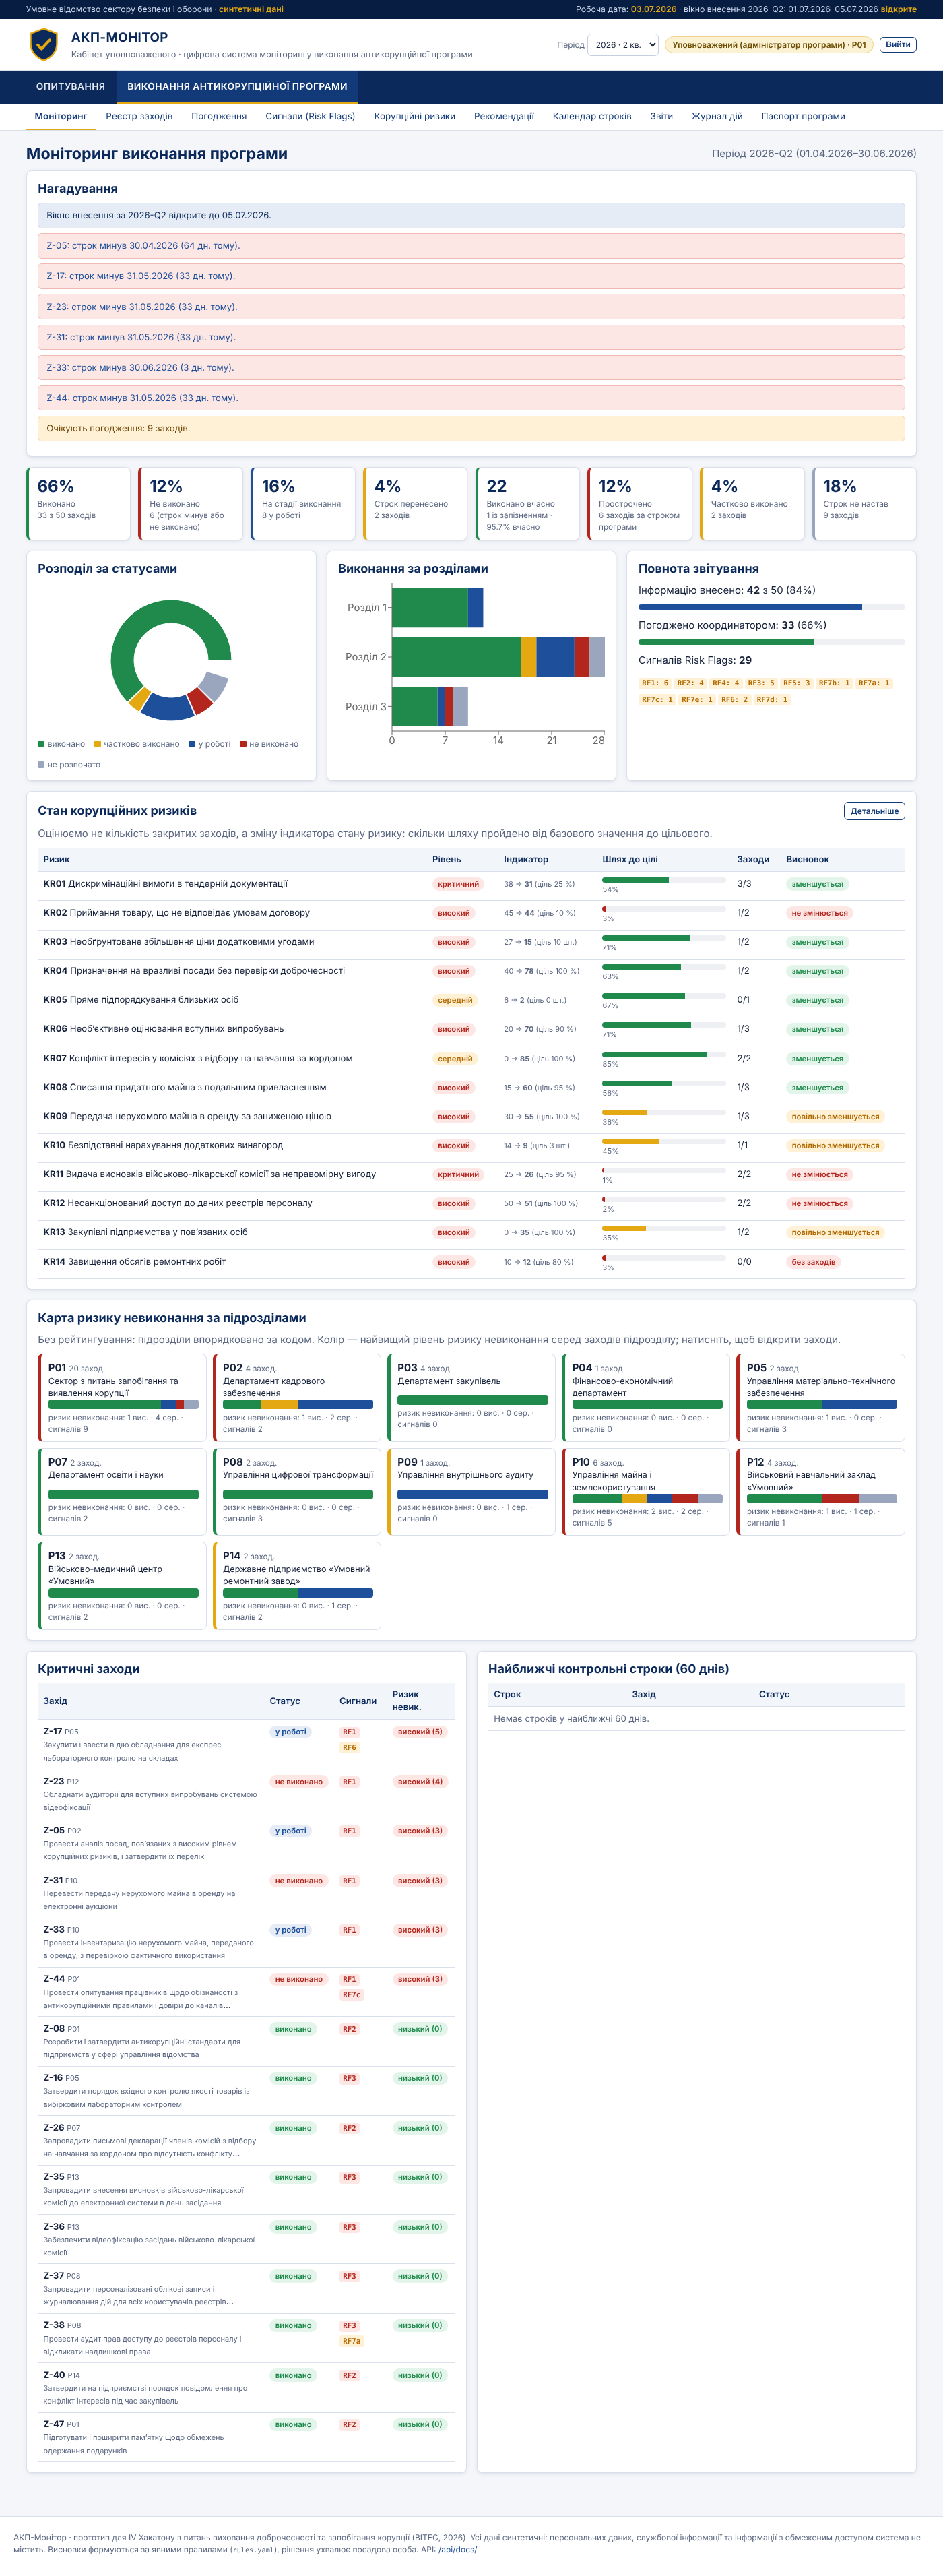 Умовне відомство сектору безпеки і оборони · синтетичні дані
Робоча дата: 03.07.2026 · вікно внесення 2026-Q2: 01.07.2026–05.07.2026 відкрите
АКП-МОНІТОР
Кабінет уповноваженого · цифрова система моніторингу виконання антикорупційної програми
Період 2026 · 2 кв. Уповноважений (адміністратор програми) · P01 Вийти
ОПИТУВАННЯ ВИКОНАННЯ АНТИКОРУПЦІЙНОЇ ПРОГРАМИ
Моніторинг Реєстр заходів Погодження Сигнали (Risk Flags) Корупційні ризики Рекомендації Календар строків Звіти Журнал дій Паспорт програми
Моніторинг виконання програми
Період 2026-Q2 (01.04.2026–30.06.2026)
Нагадування
Вікно внесення за 2026-Q2 відкрите до 05.07.2026.
Z-05: строк минув 30.04.2026 (64 дн. тому).
Z-17: строк минув 31.05.2026 (33 дн. тому).
Z-23: строк минув 31.05.2026 (33 дн. тому).
Z-31: строк минув 31.05.2026 (33 дн. тому).
Z-33: строк минув 30.06.2026 (3 дн. тому).
Z-44: строк минув 31.05.2026 (33 дн. тому).
Очікують погодження: 9 заходів.
66%
Виконано
33 з 50 заходів
12%
Не виконано
6 (строк минув або
не виконано)
16%
На стадії виконання
8 у роботі
4%
Строк перенесено
2 заходів
22
Виконано вчасно
1 із запізненням ·
95.7% вчасно
12%
Прострочено
6 заходів за строком
програми
4%
Частково виконано
2 заходів
18%
Строк не настав
9 заходів
Розподіл за статусами
виконано частково виконано у роботі не виконано
не розпочато
Виконання за розділами
Розділ 1
Розділ 2
Розділ 3
0 7 14 21 28
Повнота звітування
Інформацію внесено: 42 з 50 (84%)
Погоджено координатором: 33 (66%)
Сигналів Risk Flags: 29
RF1: 6 RF2: 4 RF4: 4 RF3: 5 RF5: 3 RF7b: 1 RF7a: 1
RF7c: 1 RF7e: 1 RF6: 2 RF7d: 1
Стан корупційних ризиків
Детальніше
Оцінюємо не кількість закритих заходів, а зміну індикатора стану ризику: скільки шляху пройдено від базового значення до цільового.
Ризик Рівень Індикатор Шлях до цілі Заходи Висновок
KR01 Дискримінаційні вимоги в тендерній документації критичний 38 → 31 (ціль 25 %) 54% 3/3 зменшується
KR02 Приймання товару, що не відповідає умовам договору високий 45 → 44 (ціль 10 %) 3% 1/2 не змінюється
KR03 Необґрунтоване збільшення ціни додатковими угодами високий 27 → 15 (ціль 10 шт.) 71% 1/2 зменшується
KR04 Призначення на вразливі посади без перевірки доброчесності високий 40 → 78 (ціль 100 %) 63% 1/2 зменшується
KR05 Пряме підпорядкування близьких осіб середній 6 → 2 (ціль 0 шт.) 67% 0/1 зменшується
KR06 Необ'єктивне оцінювання вступних випробувань високий 20 → 70 (ціль 90 %) 71% 1/3 зменшується
KR07 Конфлікт інтересів у комісіях з відбору на навчання за кордоном середній 0 → 85 (ціль 100 %) 85% 2/2 зменшується
KR08 Списання придатного майна з подальшим привласненням високий 15 → 60 (ціль 95 %) 56% 1/3 зменшується
KR09 Передача нерухомого майна в оренду за заниженою ціною високий 30 → 55 (ціль 100 %) 36% 1/3 повільно зменшується
KR10 Безпідставні нарахування додаткових винагород високий 14 → 9 (ціль 3 шт.) 45% 1/1 повільно зменшується
KR11 Видача висновків військово-лікарської комісії за неправомірну вигоду критичний 25 → 26 (ціль 95 %) 1% 2/2 не змінюється
KR12 Несанкціонований доступ до даних реєстрів персоналу високий 50 → 51 (ціль 100 %) 2% 2/2 не змінюється
KR13 Закупівлі підприємства у пов'язаних осіб високий 0 → 35 (ціль 100 %) 35% 1/2 повільно зменшується
KR14 Завищення обсягів ремонтних робіт високий 10 → 12 (ціль 80 %) 3% 0/0 без заходів
Карта ризику невиконання за підрозділами
Без рейтингування: підрозділи впорядковано за кодом. Колір — найвищий рівень ризику невиконання серед заходів підрозділу; натисніть, щоб відкрити заходи.
P01 20 заход.
Сектор з питань запобігання та
виявлення корупції
ризик невиконання: 1 вис. · 4 сер. ·
сигналів 9
P02 4 заход.
Департамент кадрового
забезпечення
ризик невиконання: 1 вис. · 2 сер. ·
сигналів 2
P03 4 заход.
Департамент закупівель
ризик невиконання: 0 вис. · 0 сер. ·
сигналів 0
P04 1 заход.
Фінансово-економічний
департамент
ризик невиконання: 0 вис. · 0 сер. ·
сигналів 0
P05 2 заход.
Управління матеріально-технічного
забезпечення
ризик невиконання: 1 вис. · 0 сер. ·
сигналів 3
P07 2 заход.
Департамент освіти і науки
ризик невиконання: 0 вис. · 0 сер. ·
сигналів 2
P08 2 заход.
Управління цифрової трансформації
ризик невиконання: 0 вис. · 0 сер. ·
сигналів 3
P09 1 заход.
Управління внутрішнього аудиту
ризик невиконання: 0 вис. · 1 сер. ·
сигналів 0
P10 6 заход.
Управління майна і
землекористування
ризик невиконання: 2 вис. · 2 сер. ·
сигналів 5
P12 4 заход.
Військовий навчальний заклад
«Умовний»
ризик невиконання: 1 вис. · 1 сер. ·
сигналів 1
P13 2 заход.
Військово-медичний центр
«Умовний»
ризик невиконання: 0 вис. · 0 сер. ·
сигналів 2
P14 2 заход.
Державне підприємство «Умовний
ремонтний завод»
ризик невиконання: 0 вис. · 1 сер. ·
сигналів 2
Критичні заходи
Захід Статус Сигнали Ризик
невик.
Z-17 P05 у роботі RF1 високий (5)
Закупити і ввести в дію обладнання для експрес- RF6
лабораторного контролю на складах
Z-23 P12 не виконано RF1 високий (4)
Обладнати аудиторії для вступних випробувань системою
відеофіксації
Z-05 P02 у роботі RF1 високий (3)
Провести аналіз посад, пов'язаних з високим рівнем
корупційних ризиків, і затвердити їх перелік
Z-31 P10 не виконано RF1 високий (3)
Перевести передачу нерухомого майна в оренду на
електронні аукціони
Z-33 P10 у роботі RF1 високий (3)
Провести інвентаризацію нерухомого майна, переданого
в оренду, з перевіркою фактичного використання
Z-44 P01 не виконано RF1 високий (3)
Провести опитування працівників щодо обізнаності з RF7c
антикорупційними правилами і довіри до каналів…
Z-08 P01 виконано RF2 низький (0)
Розробити і затвердити антикорупційні стандарти для
підприємств у сфері управління відомства
Z-16 P05 виконано RF3 низький (0)
Затвердити порядок вхідного контролю якості товарів із
вибірковим лабораторним контролем
Z-26 P07 виконано RF2 низький (0)
Запровадити письмові декларації членів комісій з відбору
на навчання за кордоном про відсутність конфлікту…
Z-35 P13 виконано RF3 низький (0)
Запровадити внесення висновків військово-лікарської
комісії до електронної системи в день засідання
Z-36 P13 виконано RF3 низький (0)
Забезпечити відеофіксацію засідань військово-лікарської
комісії
Z-37 P08 виконано RF3 низький (0)
Запровадити персоналізовані облікові записи і
журналювання дій для всіх користувачів реєстрів…
Z-38 P08 виконано RF3 низький (0)
Провести аудит прав доступу до реєстрів персоналу і RF7a
відкликати надлишкові права
Z-40 P14 виконано RF2 низький (0)
Затвердити на підприємстві порядок повідомлення про
конфлікт інтересів під час закупівель
Z-47 P01 виконано RF2 низький (0)
Підготувати і поширити пам'ятку щодо обмежень
одержання подарунків
Найближчі контрольні строки (60 днів)
Строк Захід Статус
Немає строків у найближчі 60 днів.
АКП-Монітор · прототип для IV Хакатону з питань виховання доброчесності та запобігання корупції (ВІТЕС, 2026). Усі дані синтетичні; персональних даних, службової інформації та інформації з обмеженим доступом система не
містить. Висновки формуються за явними правилами (rules.yaml), рішення ухвалює посадова особа. API: /api/docs/